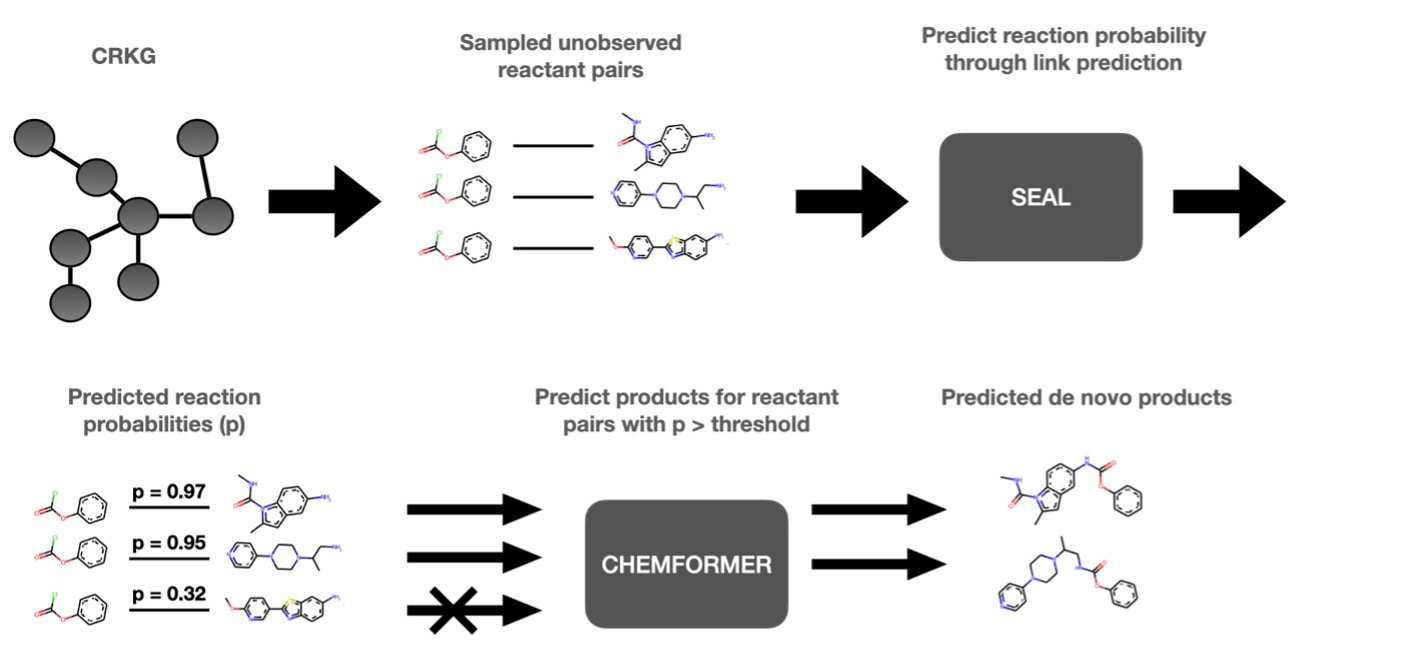 CRKG
Sampled unobserved
reactant pairs
Predict reaction probability
through link prediction
SEAL
Predicted reaction
probabilities (p)
Predict products for reactant
pairs with p > threshold
Predicted de novo products
p = 0.97
p = 0.95
p = 0.32
CHEMFORMER